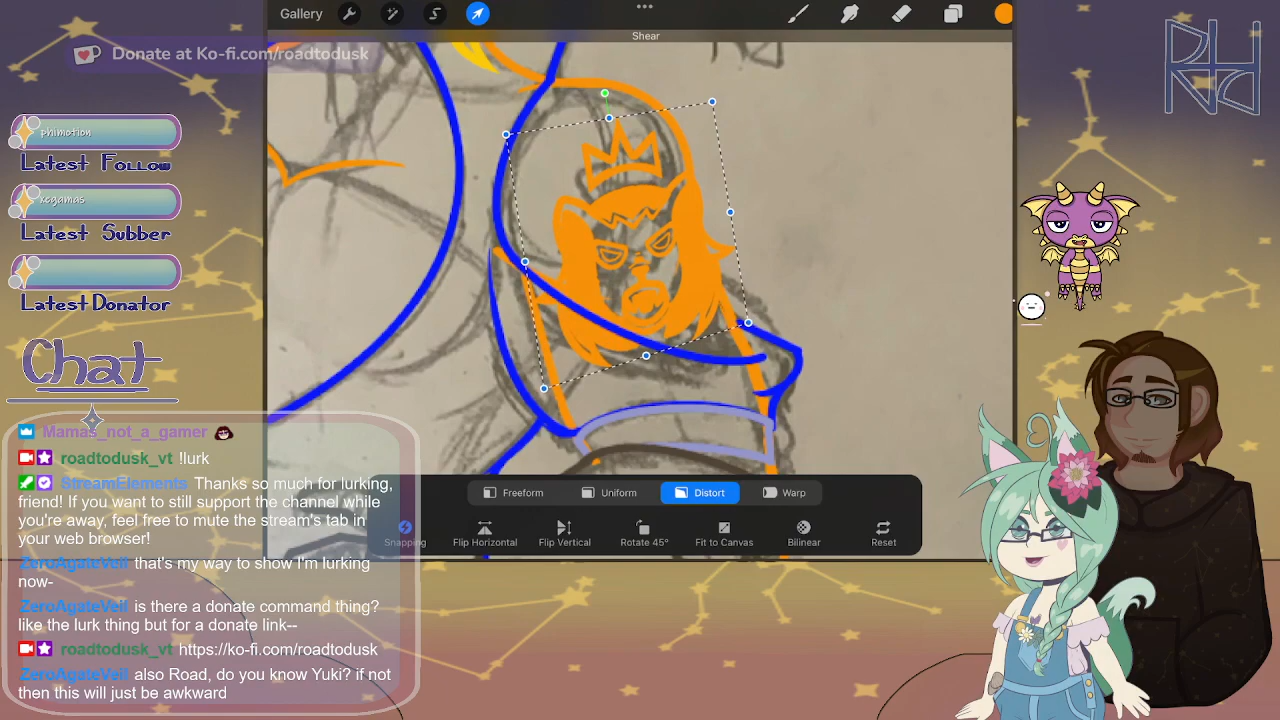 Gallery
Shear
Donate at Ko-fi.com/roadtodusk
phimotion
Latest Follow
xcgamas
Latest Subber
Latest Donator
Chat
Mamas_not_a_gamer
roadtodusk_vt !lurk
StreamElements Thanks so much for lurking,
friend! If you want to still support the channel while
you're away, feel free to mute the stream's tab in
your web browser!
ZeroAgateVeil that's my way to show I'm lurking
now-
ZeroAgateVeil is there a donate command thing?
like the lurk thing but for a donate link--
roadtodusk_vt https://ko-fi.com/roadtodusk
ZeroAgateVeil also Road, do you know Yuki? if not
then this will just be awkward
Freeform
Uniform
Distort
Warp
Snapping
Flip Horizontal
Flip Vertical
Rotate 45°
Fit to Canvas
Bilinear
Reset